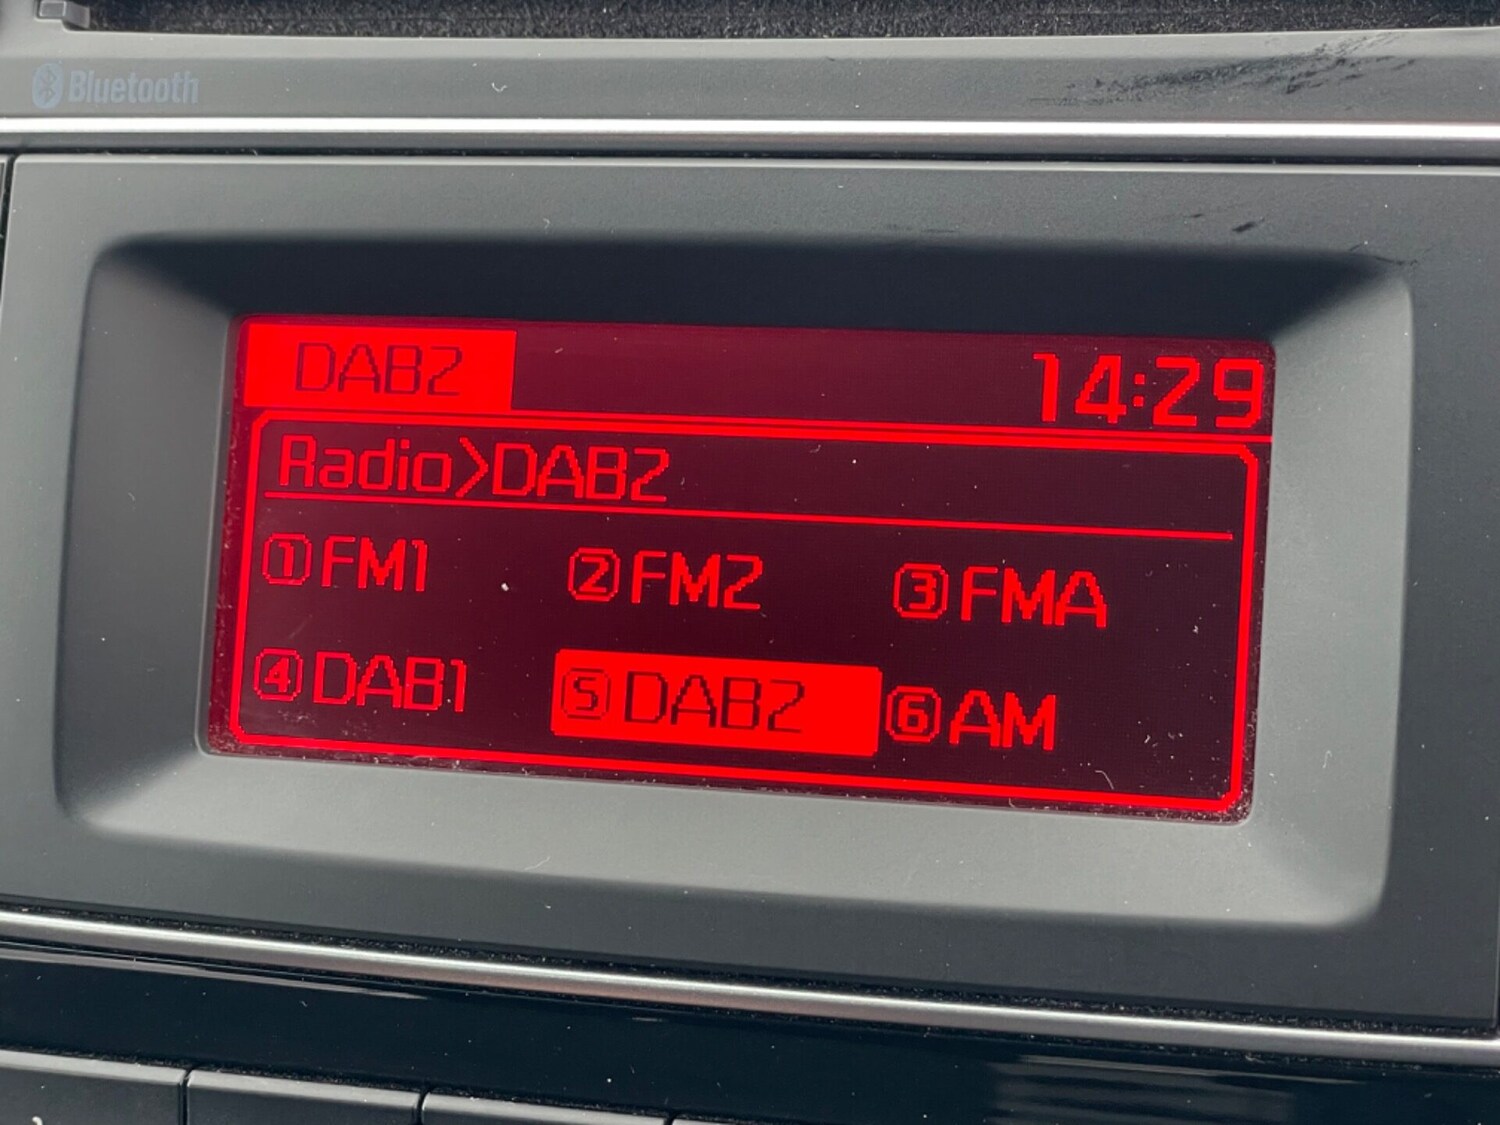 Bluetooth
DAB2 14:29
Radio>DAB2
①FM1 ②FM2 ③FMA
④DAB1 ⑤DAB2 ⑥AM